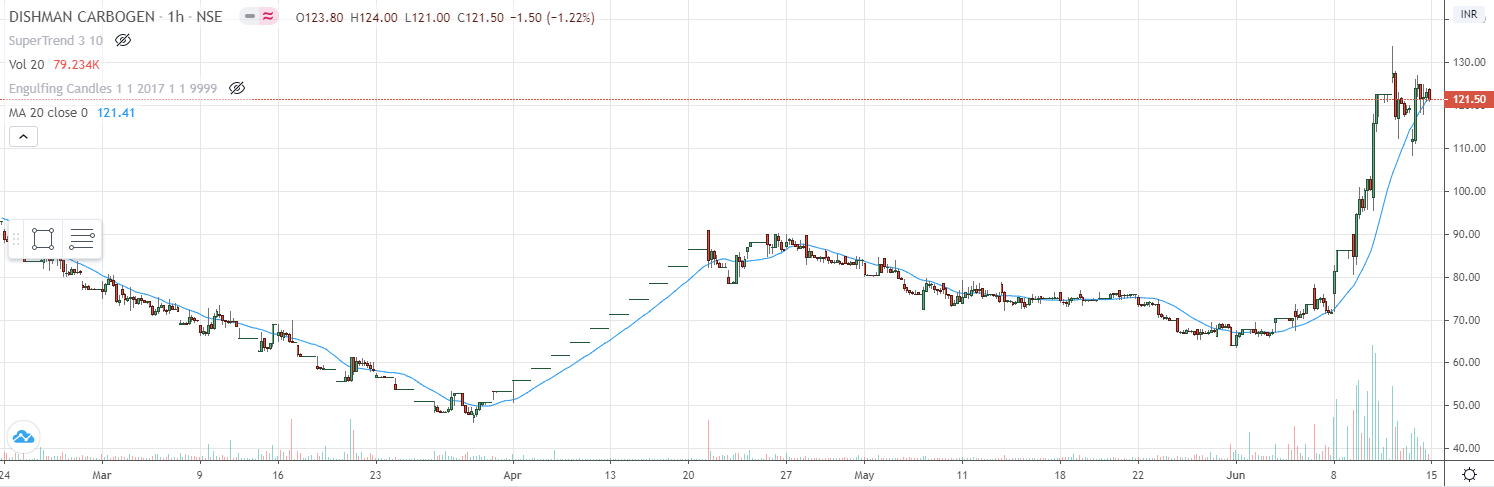 DISHMAN CARBOGEN · 1h · NSE O123.80 H124.00 L121.00 C121.50 −1.50 (−1.22%)
SuperTrend 3 10
Vol 20 79.234K
Engulfing Candles 1 1 2017 1 1 9999
MA 20 close 0 121.41
INR
130.00
121.50
110.00
100.00
90.00
80.00
70.00
60.00
50.00
40.00
24 Mar 9 16 23 Apr 13 20 27 May 11 18 22 Jun 8 15